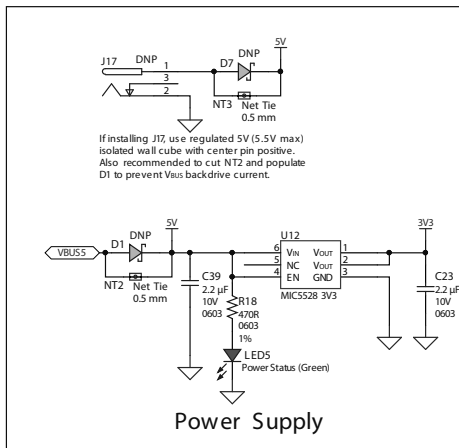 5V
J17 DNP
1
3
2
D7 DNP
NT3 Net Tie
0.5 mm
If installing J17, use regulated 5V (5.5V max)
isolated wall cube with center pin positive.
Also recommended to cut NT2 and populate
D1 to prevent VBUS backdrive current.
VBUS5
D1 DNP
5V
NT2 Net Tie
0.5 mm
C39
2.2 µF
10V
0603
R18
470R
0603
1%
LED5
Power Status (Green)
U12
6 VIN VOUT 1
5 NC VOUT 2
4 EN GND 3
MIC5528 3V3
3V3
C23
2.2 µF
10V
0603
Power Supply